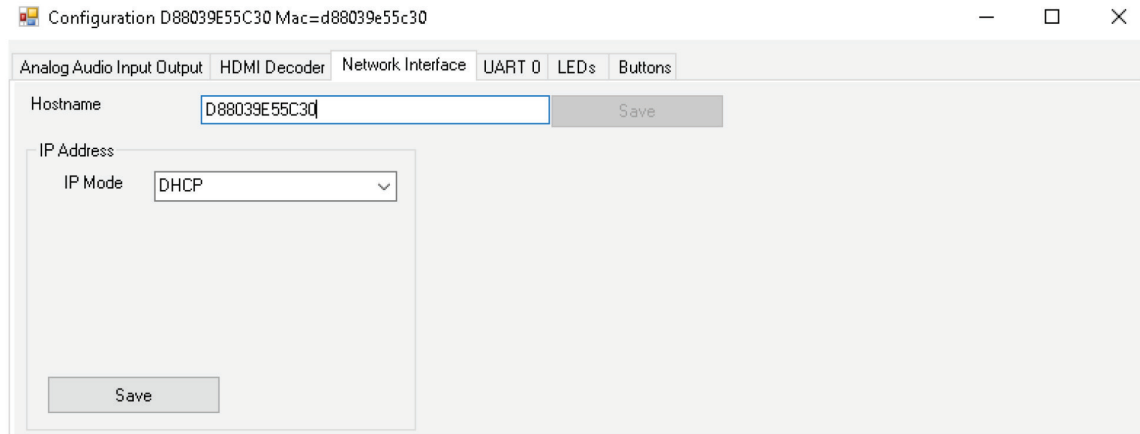 Configuration D88039E55C30 Mac=d88039e55c30
Analog Audio Input Output HDMI Decoder Network Interface UART 0 LEDs Buttons
Hostname D88039E55C30 Save
IP Address
IP Mode DHCP
Save